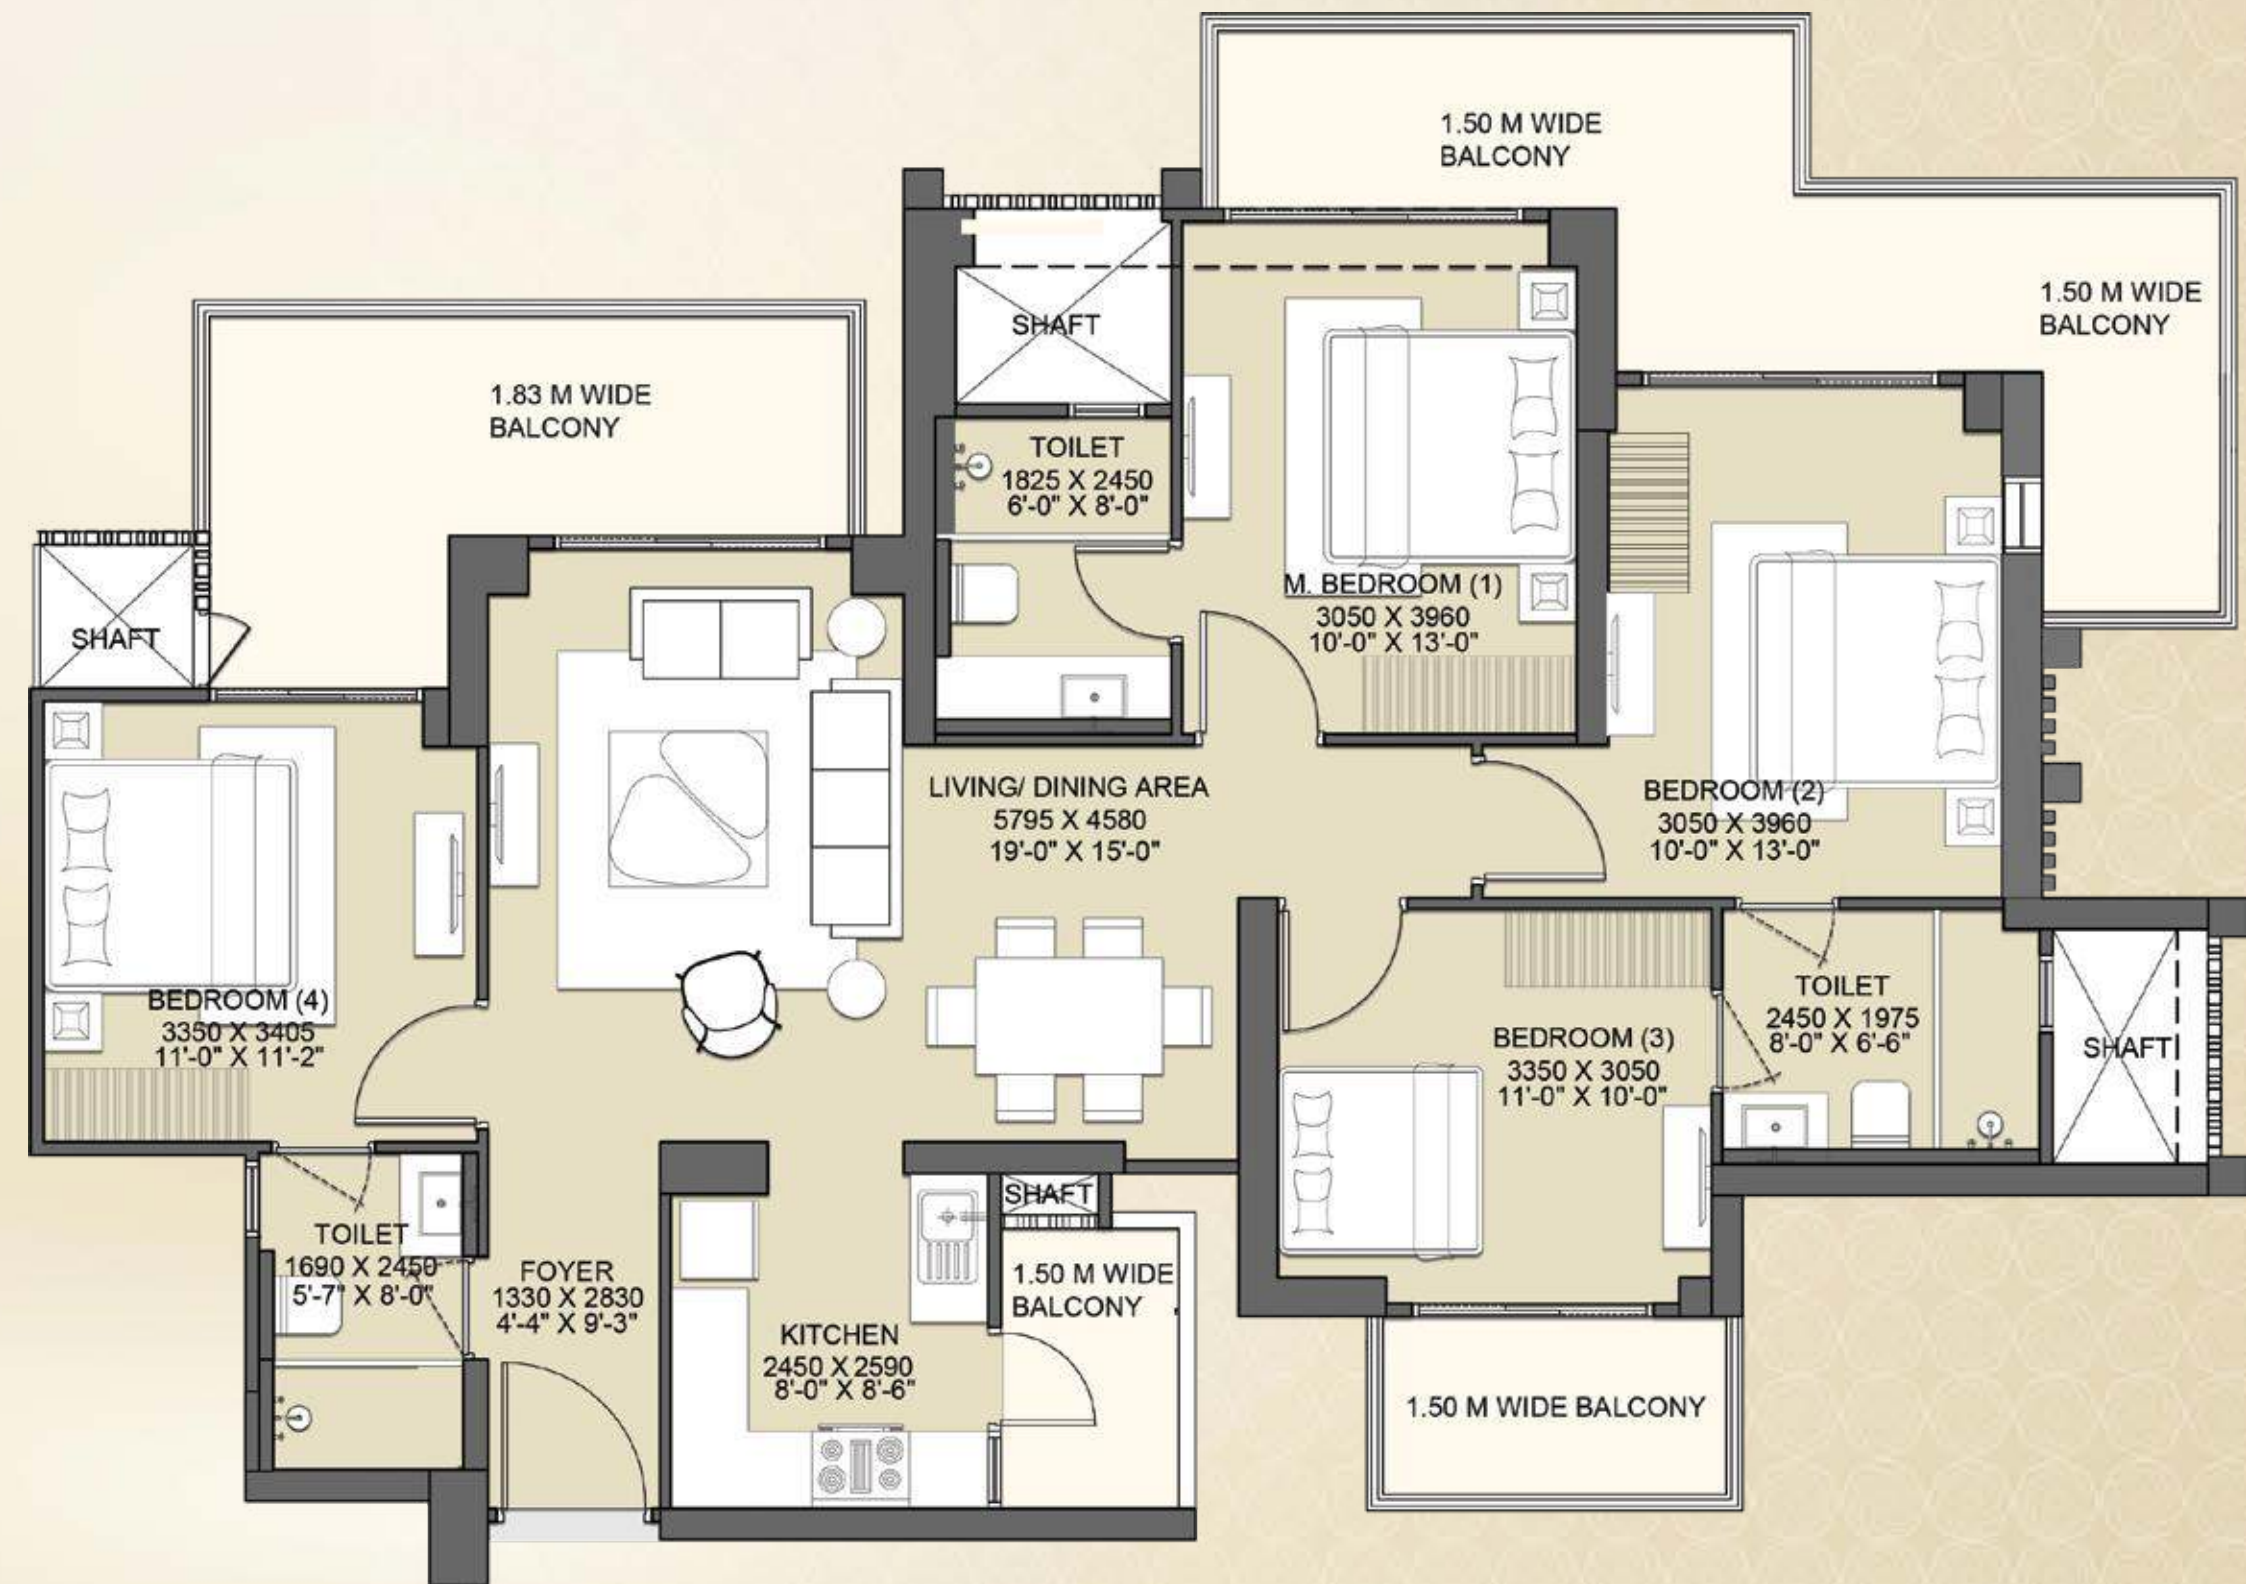 1.50 M WIDE
BALCONY
1.50 M WIDE
BALCONY
SHAFT
1.83 M WIDE
BALCONY
TOILET
1825 X 2450
6'-0" X 8'-0"
M. BEDROOM (1)
3050 X 3960
10'-0" X 13'-0"
SHAFT
LIVING/ DINING AREA
5795 X 4580
19'-0" X 15'-0"
BEDROOM (2)
3050 X 3960
10'-0" X 13'-0"
BEDROOM (4)
3350 X 3405
11'-0" X 11'-2"
TOILET
2450 X 1975
8'-0" X 6'-6"
BEDROOM (3)
3350 X 3050
11'-0" X 10'-0"
SHAFT
SHAFT
TOILET
1690 X 2450
5'-7" X 8'-0"
FOYER
1330 X 2830
4'-4" X 9'-3"
1.50 M WIDE
BALCONY
KITCHEN
2450 X 2590
8'-0" X 8'-6"
1.50 M WIDE BALCONY